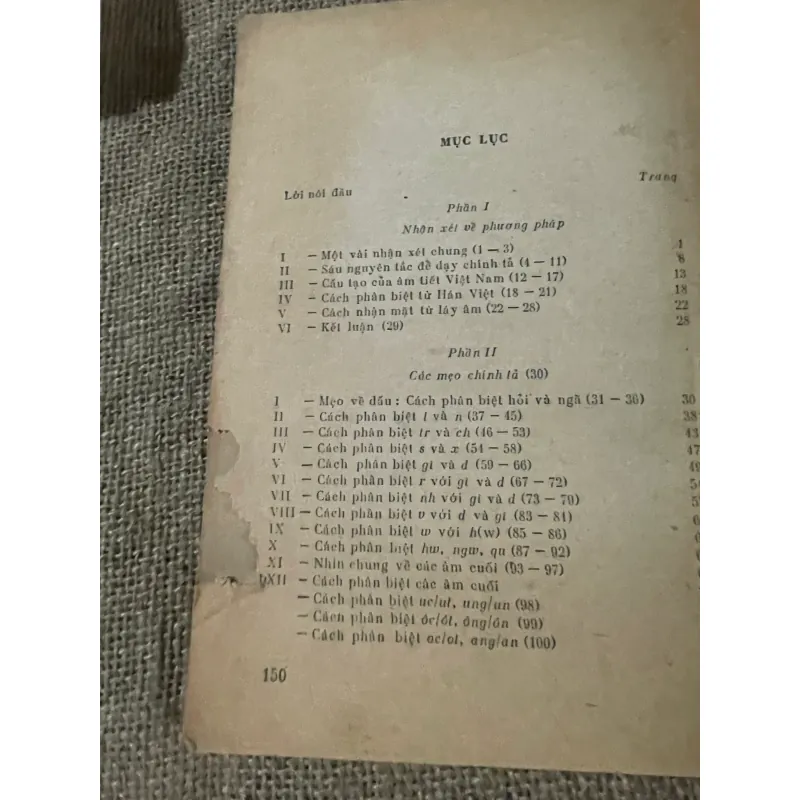 MỤC LỤC
Trang
Lời nói đầu
Phần I
Nhận xét về phương pháp
I — Một vài nhận xét chung (1 — 3) 1
II — Sáu nguyên tắc để dạy chính tả (4 — 11) 8
III — Cấu tạo của âm tiết Việt Nam (12 — 17) 13
IV — Cách phân biệt từ Hán Việt (18 — 21) 18
V — Cách nhận mặt từ láy âm (22 — 28) 22
VI — Kết luận (29) 28
Phần II
Các mẹo chính tả (30)
I — Mẹo về dấu : Cách phân biệt hỏi và ngã (31 — 36) 30
II — Cách phân biệt l và n (37 — 45) 38
III — Cách phân biệt tr và ch (46 — 53) 43
IV — Cách phân biệt s và x (54 — 58) 47
V — Cách phân biệt gi và d (59 — 66) 49
VI — Cách phân biệt r với gi và d (67 — 72)
VII — Cách phân biệt nh với gi và d (73 — 79)
VIII — Cách phân biệt v với d và gi (83 — 84)
IX — Cách phân biệt w với h(w) (85 — 86)
X — Cách phân biệt hw, ngw, qu (87 — 92)
XI — Nhìn chung về các âm cuối (93 — 97)
XII — Cách phân biệt các âm cuối
— Cách phân biệt uc/ut, ung/un (98)
— Cách phân biệt ôc/ôt, ông/ôn (99)
— Cách phân biệt ac/at, ang/an (100)
150